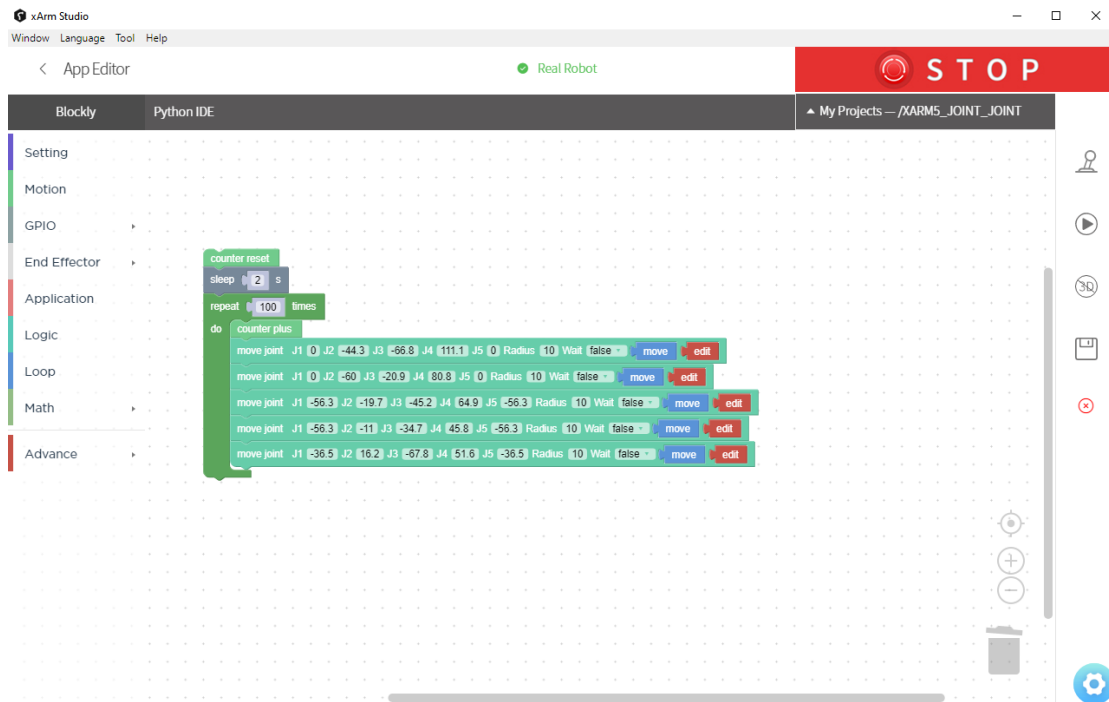 xArm Studio
Window Language Tool Help
App Editor
Real Robot
STOP
Blockly
Python IDE
My Projects — /XARM5_JOINT_JOINT
Setting
Motion
GPIO
End Effector
Application
Logic
Loop
Math
Advance
counter reset
sleep 2 s
repeat 100 times
do counter plus
move joint J1 0 J2 -44.3 J3 -66.8 J4 111.1 J5 0 Radius 10 Wait false move edit
move joint J1 0 J2 -60 J3 -20.9 J4 80.8 J5 0 Radius 10 Wait false move edit
move joint J1 -56.3 J2 -19.7 J3 -45.2 J4 64.9 J5 -56.3 Radius 10 Wait false move edit
move joint J1 -56.3 J2 -11 J3 -34.7 J4 45.8 J5 -56.3 Radius 10 Wait false move edit
move joint J1 -36.5 J2 16.2 J3 -67.8 J4 51.6 J5 -36.5 Radius 10 Wait false move edit
3D